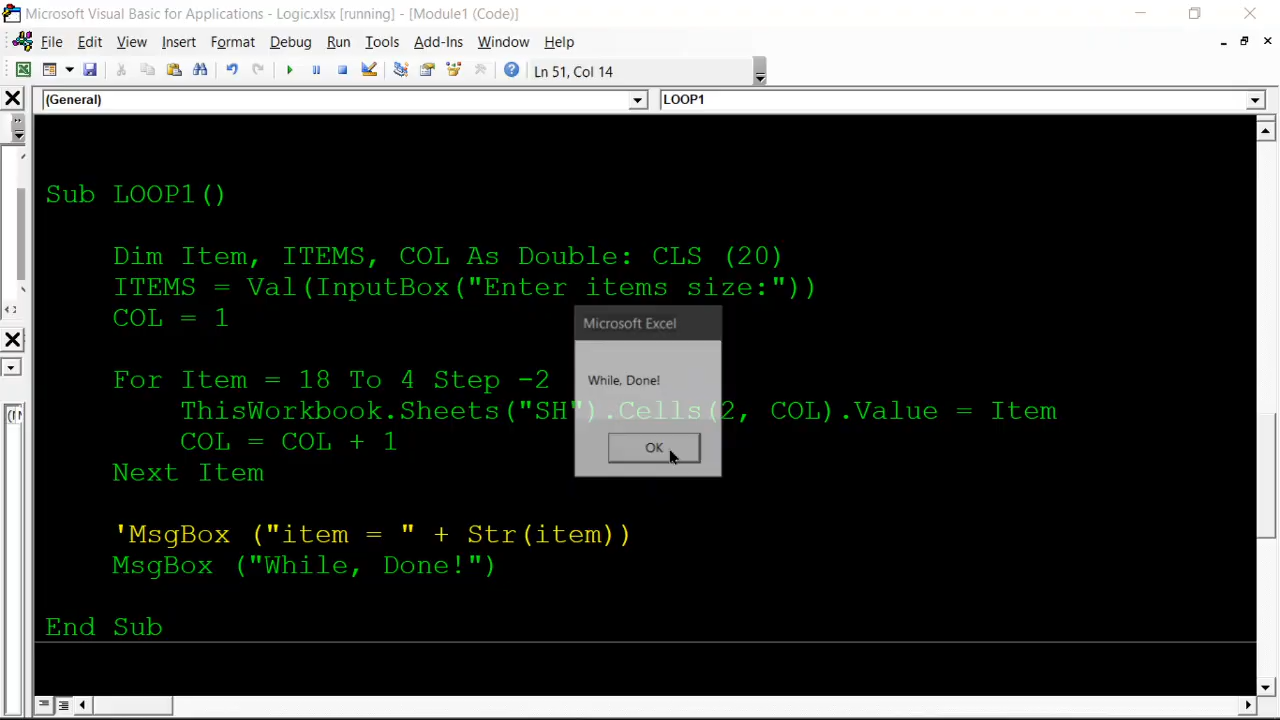 Microsoft Visual Basic for Applications - Logic.xlsx [running] - [Module1 (Code)]
File Edit View Insert Format Debug Run Tools Add-Ins Window Help
Ln 51, Col 14
(General) LOOP1
Sub LOOP1()
Dim Item, ITEMS, COL As Double: CLS (20)
ITEMS = Val(InputBox("Enter items size:"))
COL = 1
For Item = 18 To 4 Step -2
ThisWorkbook.Sheets("SH").Cells(2, COL).Value = Item
COL = COL + 1
Next Item
'MsgBox ("item = " + Str(item))
MsgBox ("While, Done!")
End Sub
Microsoft Excel
While, Done!
OK